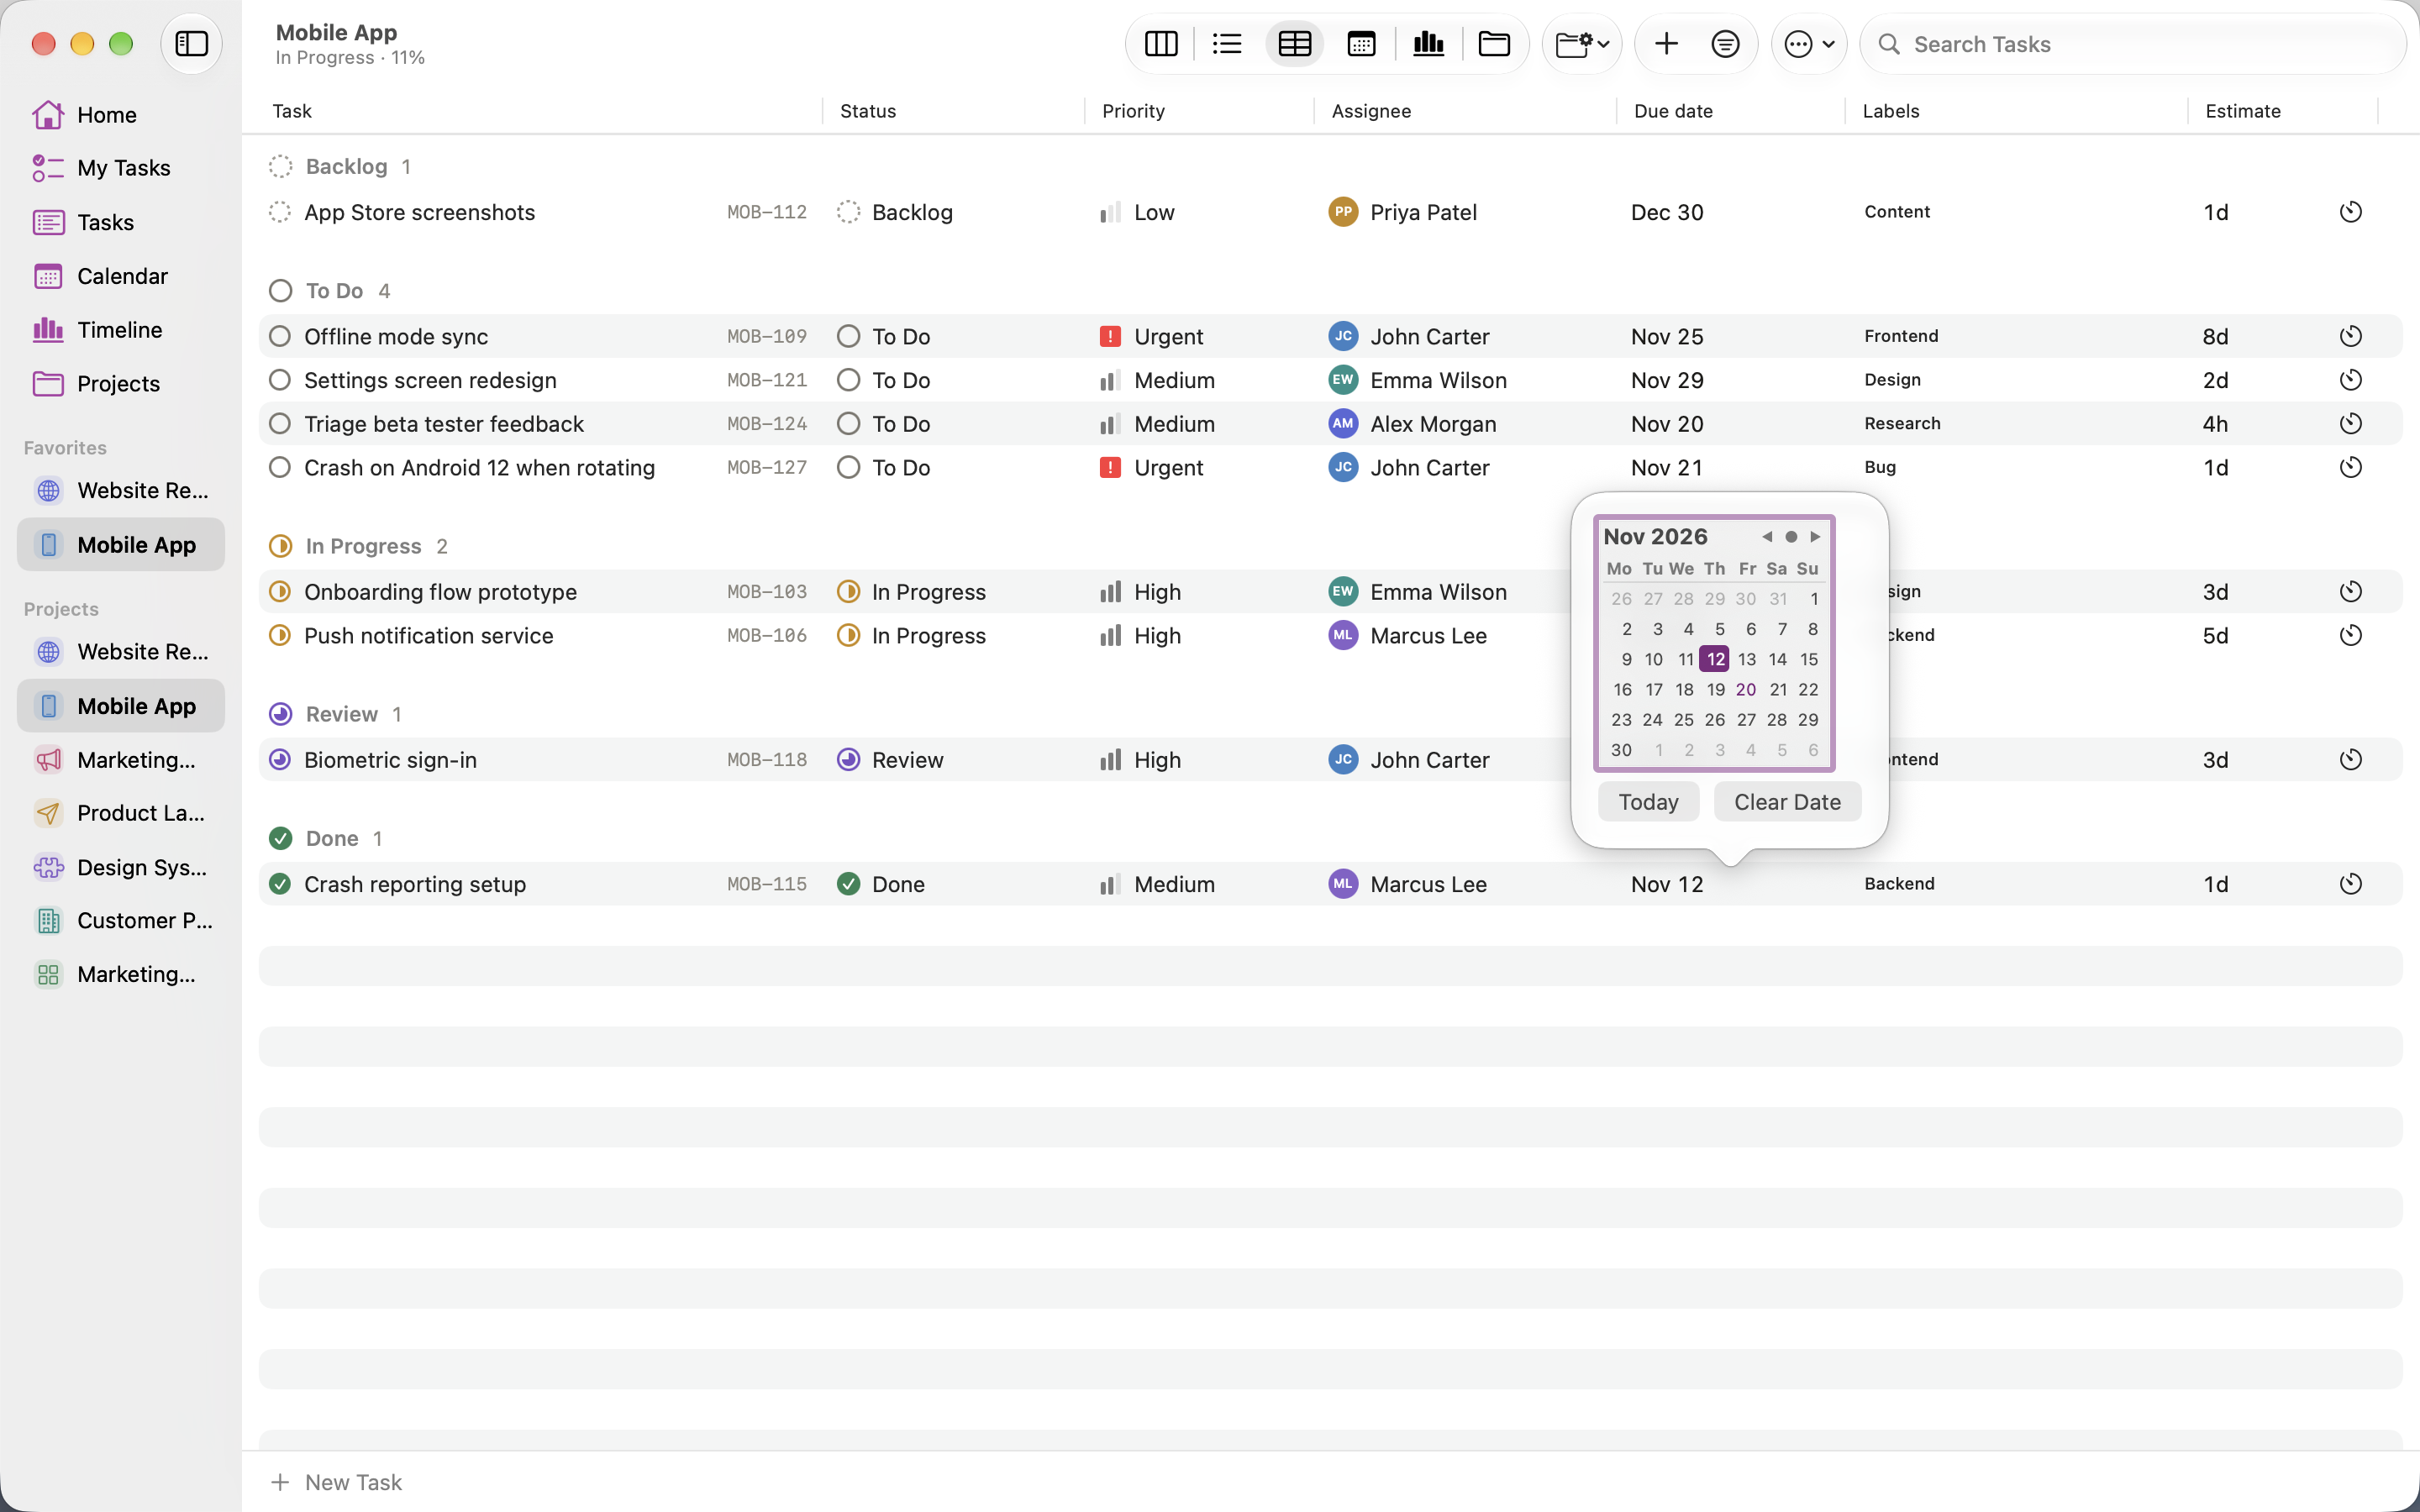 Mobile App
In Progress · 11%
Search Tasks
Home
My Tasks
Tasks
Calendar
Timeline
Projects
Favorites
Website Re...
Mobile App
Projects
Website Re...
Mobile App
Marketing...
Product La...
Design Sys...
Customer P...
Marketing...
Task Status Priority Assignee Due date Labels Estimate
Backlog 1
App Store screenshots MOB-112 Backlog Low PP Priya Patel Dec 30 Content 1d
To Do 4
Offline mode sync MOB-109 To Do ! Urgent JC John Carter Nov 25 Frontend 8d
Settings screen redesign MOB-121 To Do Medium EW Emma Wilson Nov 29 Design 2d
Triage beta tester feedback MOB-124 To Do Medium AM Alex Morgan Nov 20 Research 4h
Crash on Android 12 when rotating MOB-127 To Do ! Urgent JC John Carter Nov 21 Bug 1d
In Progress 2
Onboarding flow prototype MOB-103 In Progress High EW Emma Wilson sign 3d
Push notification service MOB-106 In Progress High ML Marcus Lee ckend 5d
Review 1
Biometric sign-in MOB-118 Review High JC John Carter ntend 3d
Done 1
Crash reporting setup MOB-115 Done Medium ML Marcus Lee Nov 12 Backend 1d
Nov 2026
Mo Tu We Th Fr Sa Su
26 27 28 29 30 31 1
2 3 4 5 6 7 8
9 10 11 12 13 14 15
16 17 18 19 20 21 22
23 24 25 26 27 28 29
30 1 2 3 4 5 6
Today Clear Date
New Task